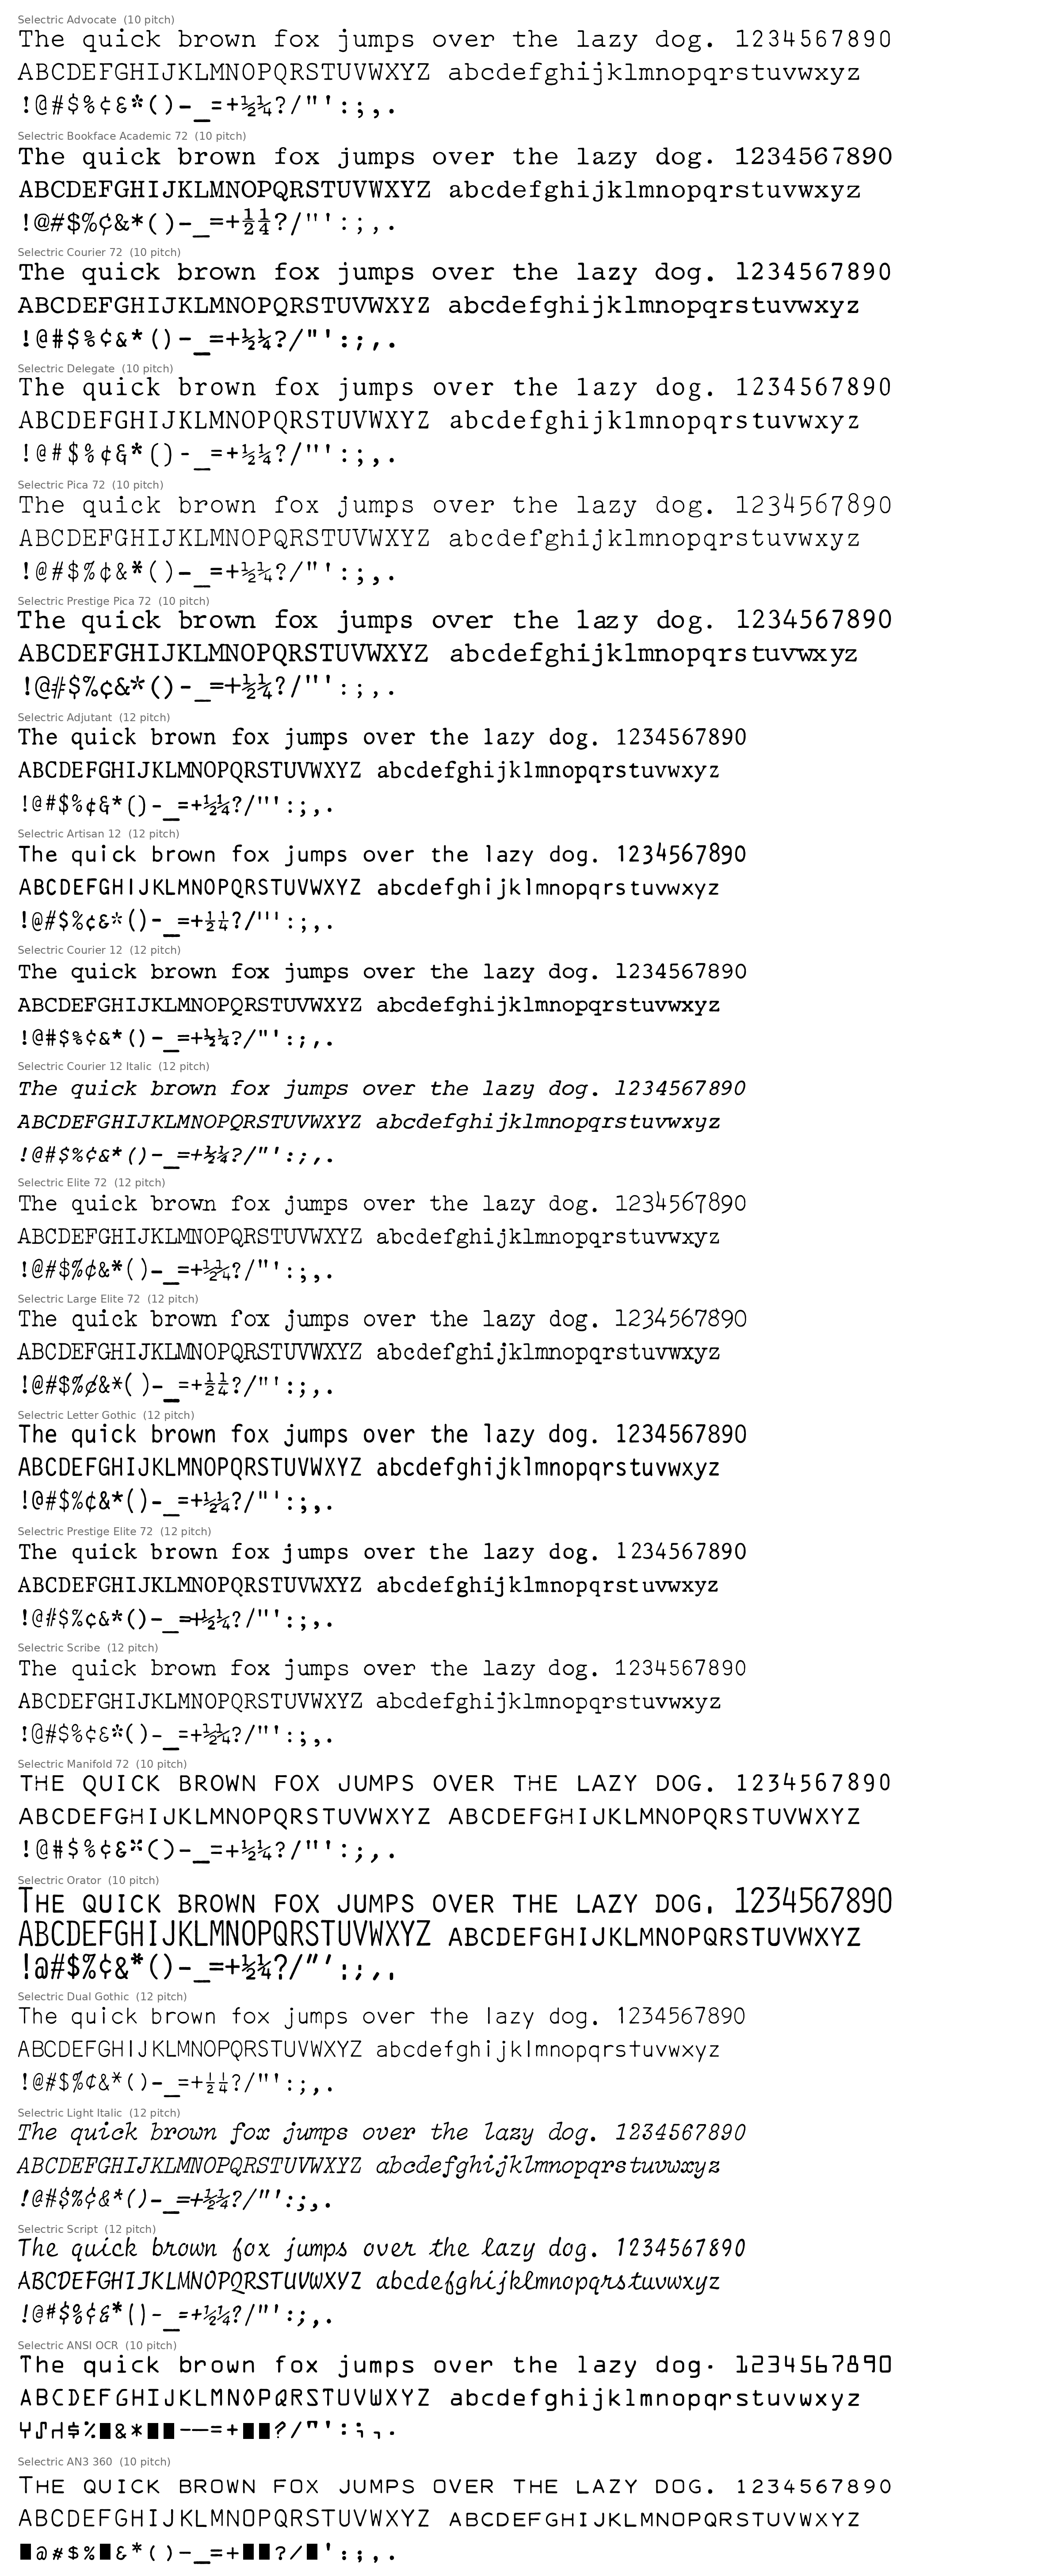 Selectric Advocate (10 pitch)
The quick brown fox jumps over the lazy dog. 1234567890
ABCDEFGHIJKLMNOPQRSTUVWXYZ abcdefghijklmnopqrstuvwxyz
!@#$%¢&*()-_=+½¼?/"':;,.
Selectric Bookface Academic 72 (10 pitch)
The quick brown fox jumps over the lazy dog. 1234567890
ABCDEFGHIJKLMNOPQRSTUVWXYZ abcdefghijklmnopqrstuvwxyz
!@#$%¢&*()-_=+½¼?/"':;,.
Selectric Courier 72 (10 pitch)
The quick brown fox jumps over the lazy dog. 1234567890
ABCDEFGHIJKLMNOPQRSTUVWXYZ abcdefghijklmnopqrstuvwxyz
!@#$%¢&*()-_=+½¼?/"':;,.
Selectric Delegate (10 pitch)
The quick brown fox jumps over the lazy dog. 1234567890
ABCDEFGHIJKLMNOPQRSTUVWXYZ abcdefghijklmnopqrstuvwxyz
!@#$%¢&*()-_=+½¼?/"':;,.
Selectric Pica 72 (10 pitch)
The quick brown fox jumps over the lazy dog. 1234567890
ABCDEFGHIJKLMNOPQRSTUVWXYZ abcdefghijklmnopqrstuvwxyz
!@#$%¢&*()-_=+½¼?/"':;,.
Selectric Prestige Pica 72 (10 pitch)
The quick brown fox jumps over the lazy dog. 1234567890
ABCDEFGHIJKLMNOPQRSTUVWXYZ abcdefghijklmnopqrstuvwxyz
!@#$%¢&*()-_=+½¼?/"':;,.
Selectric Adjutant (12 pitch)
The quick brown fox jumps over the lazy dog. 1234567890
ABCDEFGHIJKLMNOPQRSTUVWXYZ abcdefghijklmnopqrstuvwxyz
!@#$%¢&*()-_=+½¼?/"':;,.
Selectric Artisan 12 (12 pitch)
The quick brown fox jumps over the lazy dog. 1234567890
ABCDEFGHIJKLMNOPQRSTUVWXYZ abcdefghijklmnopqrstuvwxyz
!@#$%¢&*()-_=+½¼?/"':;,.
Selectric Courier 12 (12 pitch)
The quick brown fox jumps over the lazy dog. 1234567890
ABCDEFGHIJKLMNOPQRSTUVWXYZ abcdefghijklmnopqrstuvwxyz
!@#$%¢&*()-_=+½¼?/"':;,.
Selectric Courier 12 Italic (12 pitch)
The quick brown fox jumps over the lazy dog. 1234567890
ABCDEFGHIJKLMNOPQRSTUVWXYZ abcdefghijklmnopqrstuvwxyz
!@#$%¢&*()-_=+½¼?/"':;,.
Selectric Elite 72 (12 pitch)
The quick brown fox jumps over the lazy dog. 1234567890
ABCDEFGHIJKLMNOPQRSTUVWXYZ abcdefghijklmnopqrstuvwxyz
!@#$%¢&*()-_=+½¼?/"':;,.
Selectric Large Elite 72 (12 pitch)
The quick brown fox jumps over the lazy dog. 1234567890
ABCDEFGHIJKLMNOPQRSTUVWXYZ abcdefghijklmnopqrstuvwxyz
!@#$%¢&*()-_=+½¼?/"':;,.
Selectric Letter Gothic (12 pitch)
The quick brown fox jumps over the lazy dog. 1234567890
ABCDEFGHIJKLMNOPQRSTUVWXYZ abcdefghijklmnopqrstuvwxyz
!@#$%¢&*()-_=+½¼?/"':;,.
Selectric Prestige Elite 72 (12 pitch)
The quick brown fox jumps over the lazy dog. 1234567890
ABCDEFGHIJKLMNOPQRSTUVWXYZ abcdefghijklmnopqrstuvwxyz
!@#$%¢&*()-_=+½¼?/"':;,.
Selectric Scribe (12 pitch)
The quick brown fox jumps over the lazy dog. 1234567890
ABCDEFGHIJKLMNOPQRSTUVWXYZ abcdefghijklmnopqrstuvwxyz
!@#$%¢&*()-_=+½¼?/"':;,.
Selectric Manifold 72 (10 pitch)
THE QUICK BROWN FOX JUMPS OVER THE LAZY DOG. 1234567890
ABCDEFGHIJKLMNOPQRSTUVWXYZ ABCDEFGHIJKLMNOPQRSTUVWXYZ
!@#$%¢&*()-_=+½¼?/"':;,.
Selectric Orator (10 pitch)
THE QUICK BROWN FOX JUMPS OVER THE LAZY DOG. 1234567890
ABCDEFGHIJKLMNOPQRSTUVWXYZ ABCDEFGHIJKLMNOPQRSTUVWXYZ
!@#$%¢&*()-_=+½¼?/"':;,.
Selectric Dual Gothic (12 pitch)
The quick brown fox jumps over the lazy dog. 1234567890
ABCDEFGHIJKLMNOPQRSTUVWXYZ abcdefghijklmnopqrstuvwxyz
!@#$%¢&*()-_=+½¼?/"':;,.
Selectric Light Italic (12 pitch)
The quick brown fox jumps over the lazy dog. 1234567890
ABCDEFGHIJKLMNOPQRSTUVWXYZ abcdefghijklmnopqrstuvwxyz
!@#$%¢&*()-_=+½¼?/"':;,.
Selectric Script (12 pitch)
The quick brown fox jumps over the lazy dog. 1234567890
ABCDEFGHIJKLMNOPQRSTUVWXYZ abcdefghijklmnopqrstuvwxyz
!@#$%¢&*()-_=+½¼?/"':;,.
Selectric ANSI OCR (10 pitch)
The quick brown fox jumps over the lazy dog. 1234567890
ABCDEFGHIJKLMNOPQRSTUVWXYZ abcdefghijklmnopqrstuvwxyz
⑂⑀⑁$%■&*■■-—=+■■?/"':;,.
Selectric AN3 360 (10 pitch)
THE QUICK BROWN FOX JUMPS OVER THE LAZY DOG. 1234567890
ABCDEFGHIJKLMNOPQRSTUVWXYZ ABCDEFGHIJKLMNOPQRSTUVWXYZ
■@#$%■&*()-_=+■■?/■':;,.